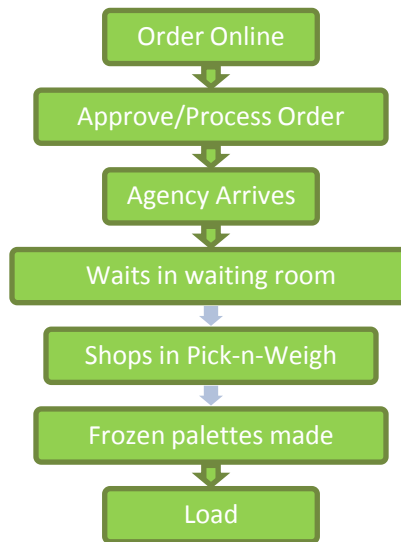 Order Online
Approve/Process Order
Agency Arrives
Waits in waiting room
Shops in Pick-n-Weigh
Frozen palettes made
Load